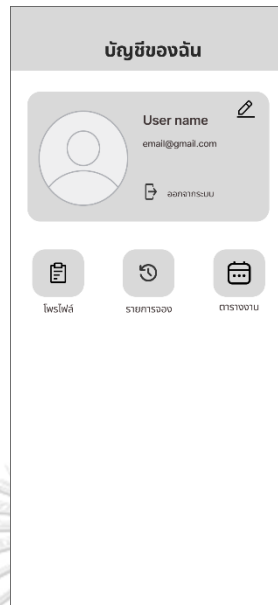 บัญชีของฉัน
User name
email@gmail.com
ออกจากระบบ
โพรไฟล์
รายการจอง
ตารางงาน